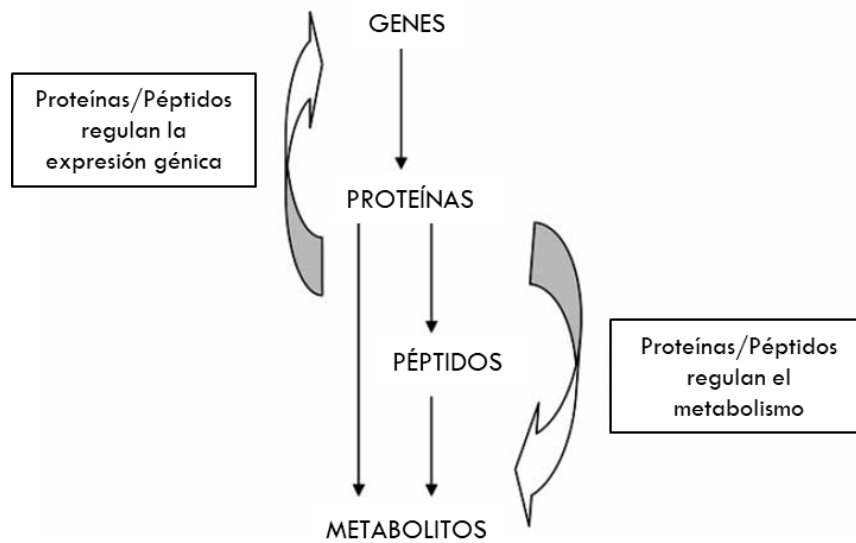 GENES
Proteínas/Péptidos
regulan la
expresión génica
PROTEÍNAS
PÉPTIDOS
Proteínas/Péptidos
regulan el
metabolismo
METABOLITOS